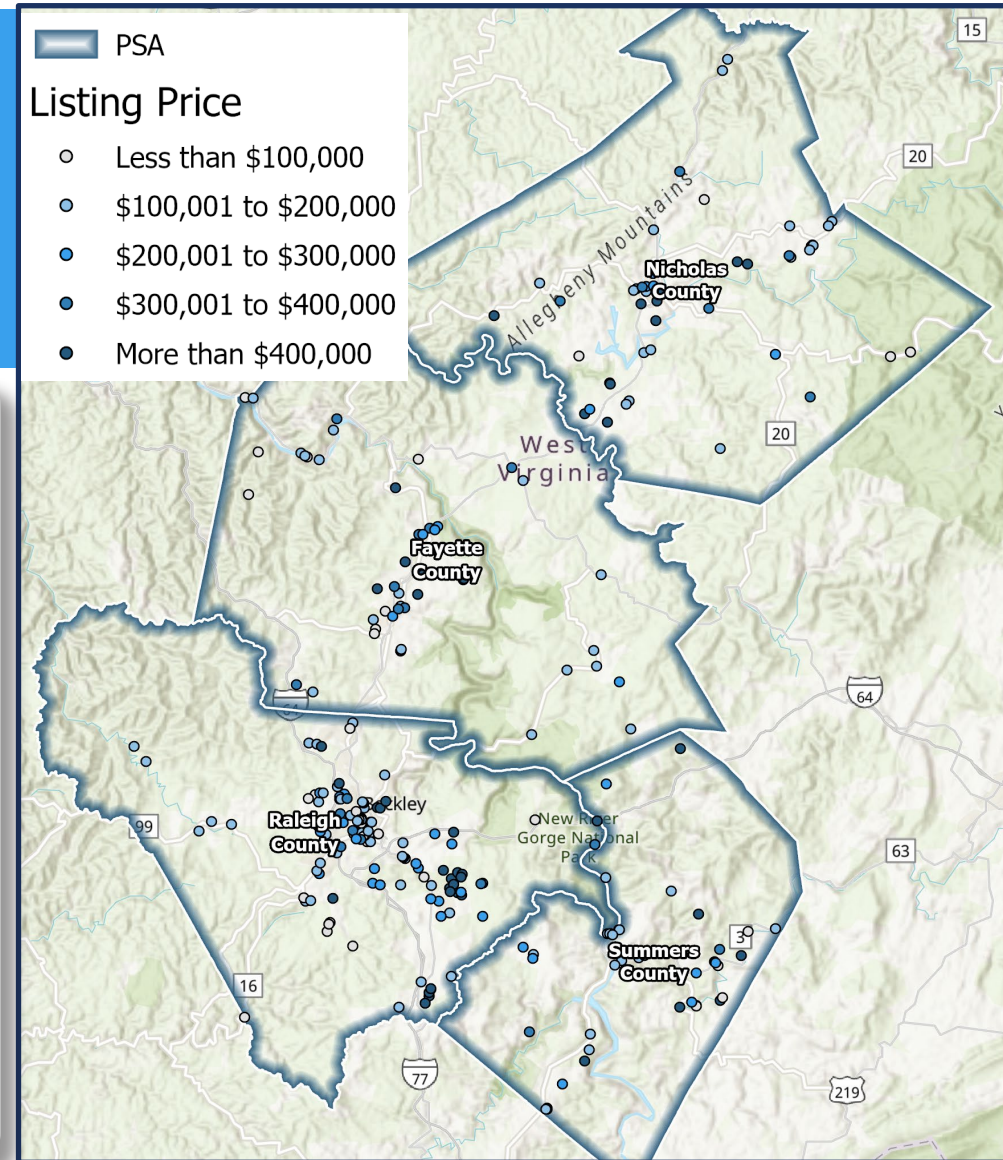 PSA
Listing Price
Less than $100,000
$100,001 to $200,000
$200,001 to $300,000
$300,001 to $400,000
More than $400,000
15
20
Allegheny Mountains
Nicholas
County
20
West
Virginia
Fayette
County
64
64
Beckley
99
Raleigh
County
New River
Gorge National
Park
63
3
Summers
County
16
77
219